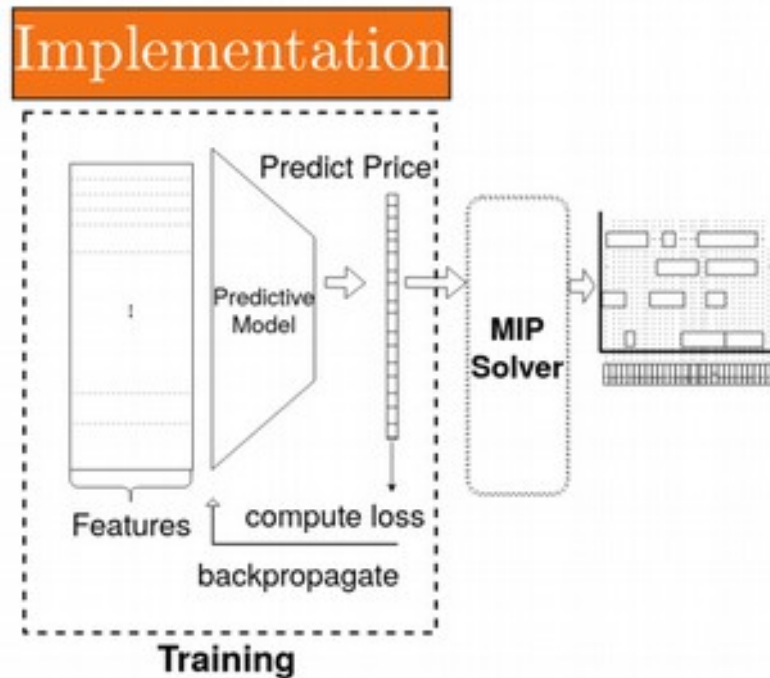 Implementation
Predict Price
Predictive
Model
MIP
Solver
Features
compute loss
backpropagate
Training